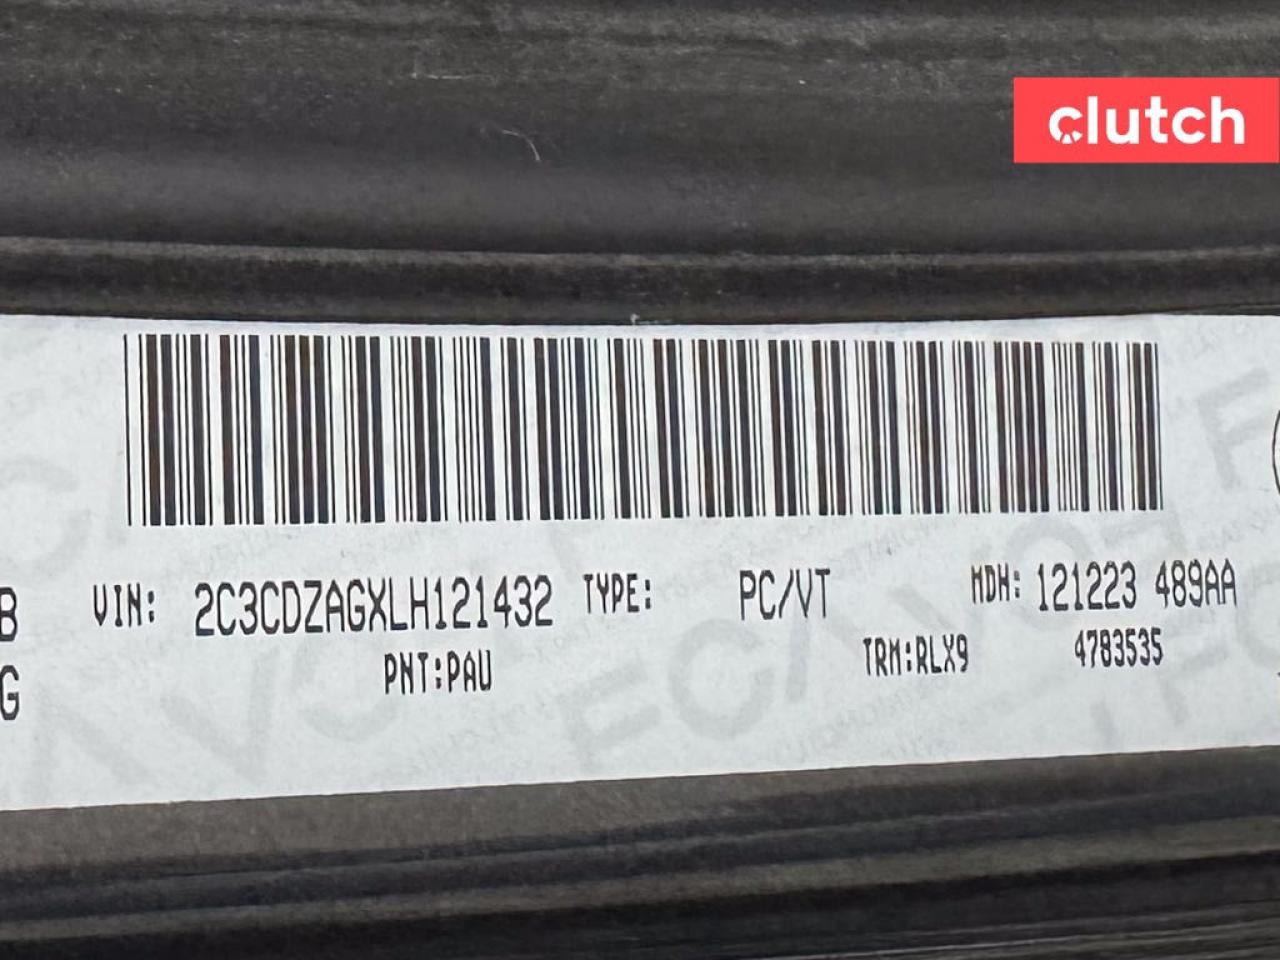 clutch
B VIN: 2C3CDZAGXLH121432 TYPE: PC/VT MDH: 121223 489AA
G PNT:PAU TRM:RLX9 4783535